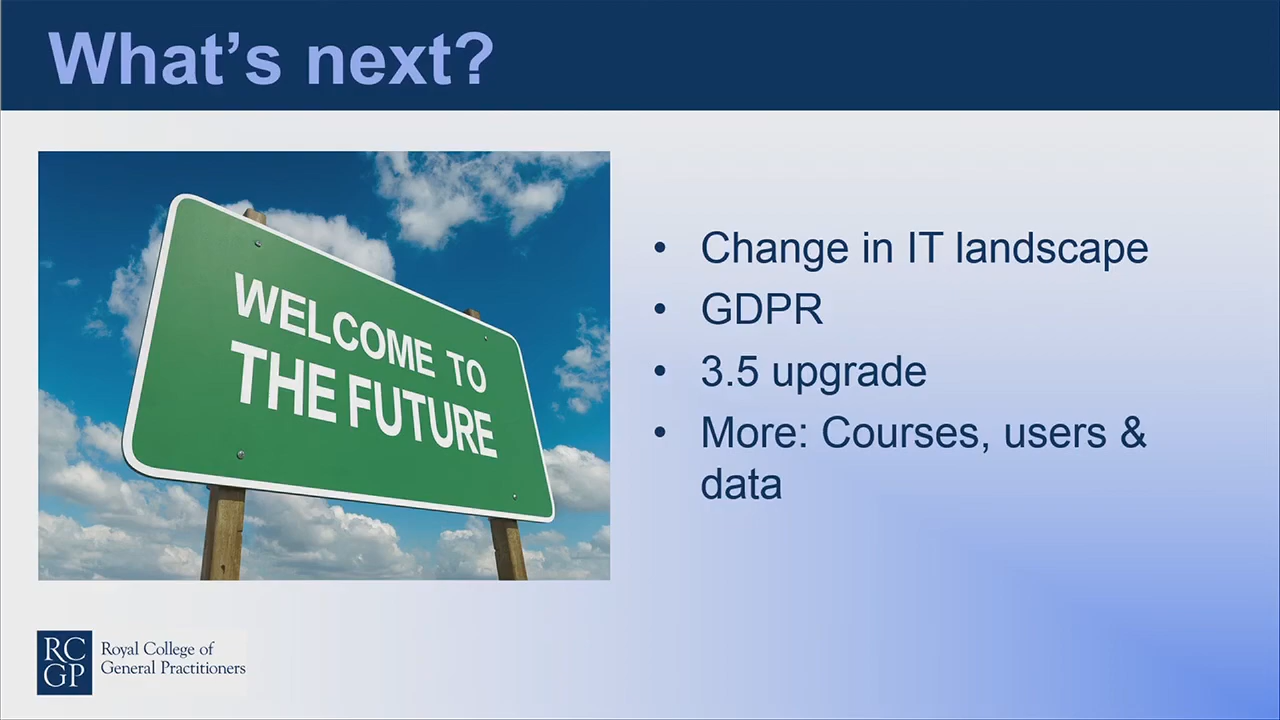 What's next?
WELCOME TO
THE FUTURE
• Change in IT landscape
• GDPR
• 3.5 upgrade
• More: Courses, users &
data
RC
GP
Royal College of
General Practitioners